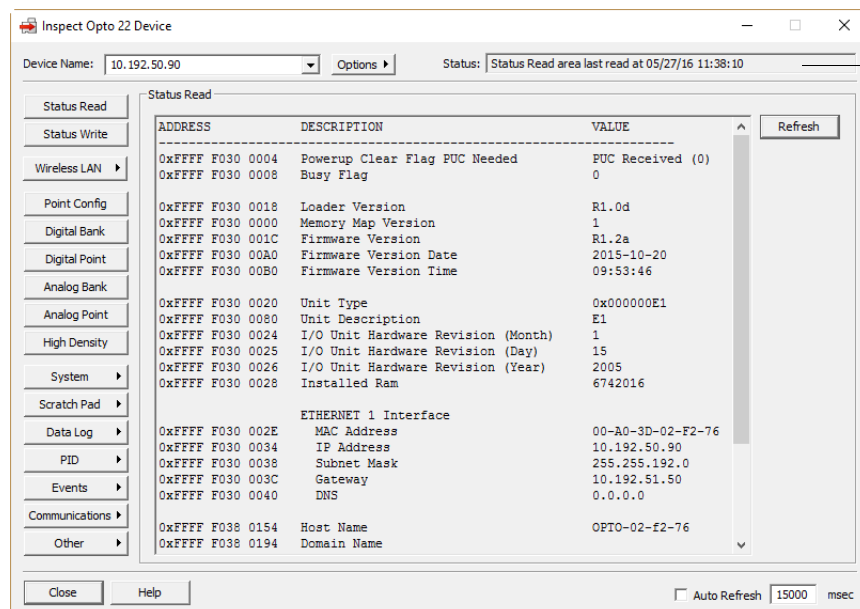 Inspect Opto 22 Device
Device Name: 10.192.50.90 Options Status: Status Read area last read at 05/27/16 11:38:10
Status Read
Status Write
Wireless LAN
Point Config
Digital Bank
Digital Point
Analog Bank
Analog Point
High Density
System
Scratch Pad
Data Log
PID
Events
Communications
Other
Status Read
ADDRESS DESCRIPTION VALUE
--------------------------------------------------------------------
0xFFFF F030 0004 Powerup Clear Flag PUC Needed PUC Received (0)
0xFFFF F030 0008 Busy Flag 0
0xFFFF F030 0018 Loader Version R1.0d
0xFFFF F030 0000 Memory Map Version 1
0xFFFF F030 001C Firmware Version R1.2a
0xFFFF F030 00A0 Firmware Version Date 2015-10-20
0xFFFF F030 00B0 Firmware Version Time 09:53:46
0xFFFF F030 0020 Unit Type 0x000000E1
0xFFFF F030 0080 Unit Description E1
0xFFFF F030 0024 I/O Unit Hardware Revision (Month) 1
0xFFFF F030 0025 I/O Unit Hardware Revision (Day) 15
0xFFFF F030 0026 I/O Unit Hardware Revision (Year) 2005
0xFFFF F030 0028 Installed Ram 6742016
ETHERNET 1 Interface
0xFFFF F030 002E MAC Address 00-A0-3D-02-F2-76
0xFFFF F030 0034 IP Address 10.192.50.90
0xFFFF F030 0038 Subnet Mask 255.255.192.0
0xFFFF F030 003C Gateway 10.192.51.50
0xFFFF F030 0040 DNS 0.0.0.0
0xFFFF F038 0154 Host Name OPTO-02-f2-76
0xFFFF F038 0194 Domain Name
Refresh
Close Help Auto Refresh 15000 msec